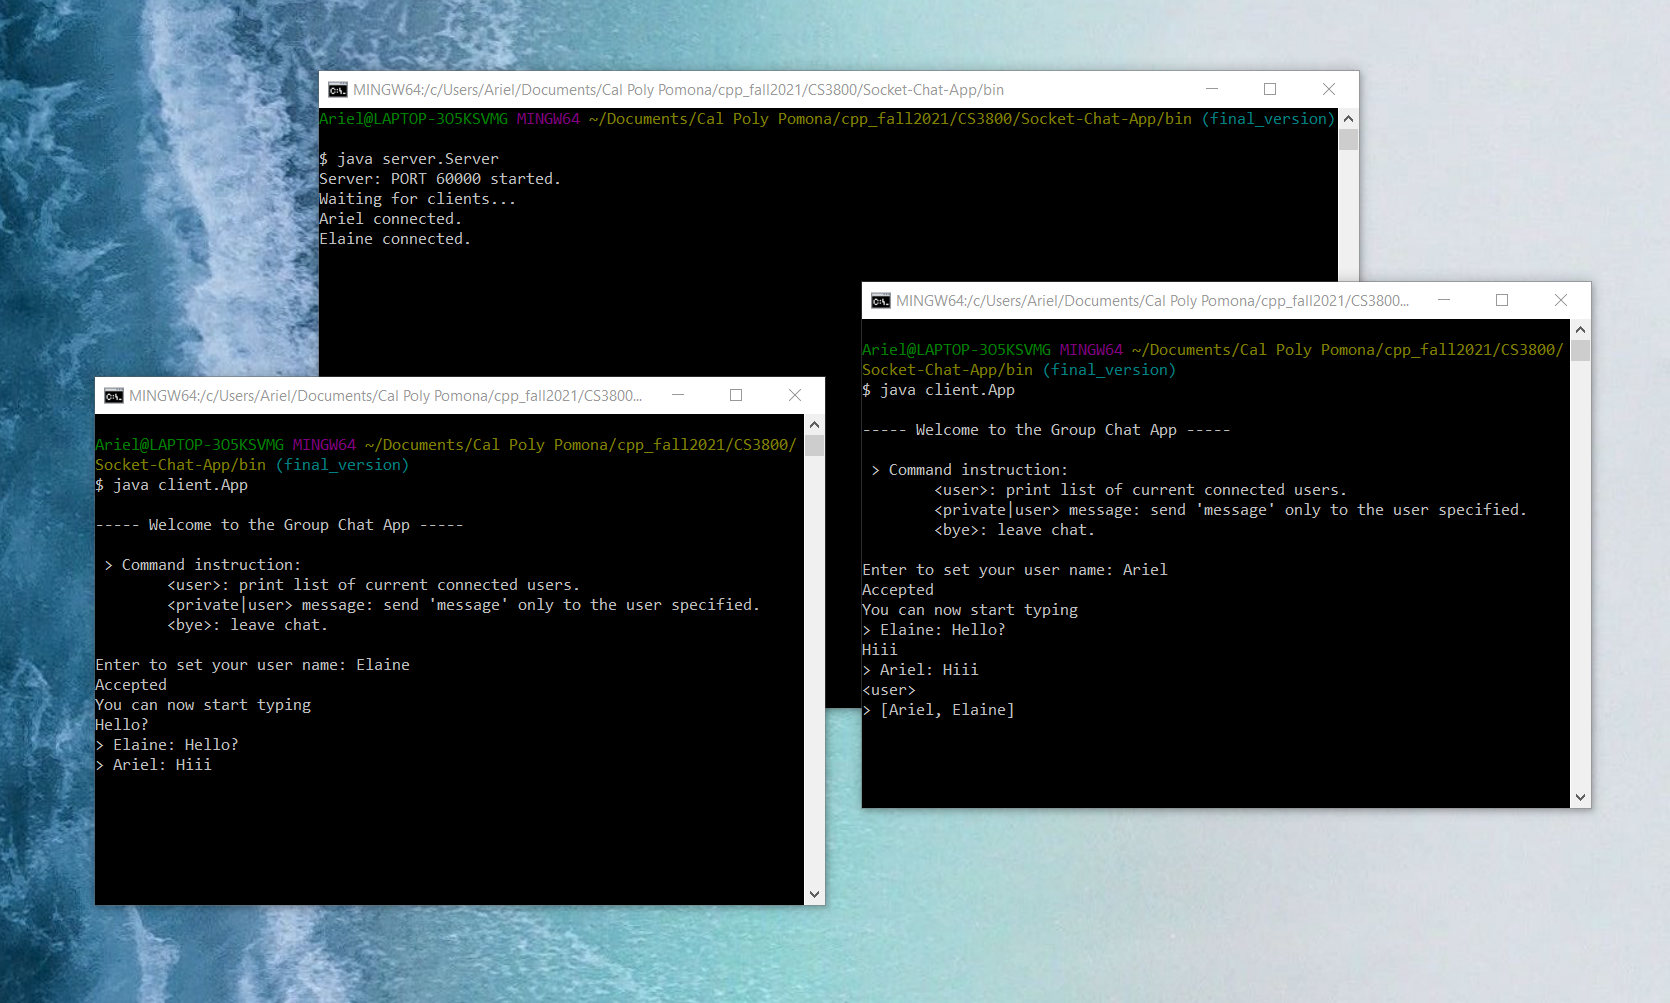 MINGW64:/c/Users/Ariel/Documents/Cal Poly Pomona/cpp_fall2021/CS3800/Socket-Chat-App/bin
Ariel@LAPTOP-3O5KSVMG MINGW64 ~/Documents/Cal Poly Pomona/cpp_fall2021/CS3800/Socket-Chat-App/bin (final_version)
$ java server.Server
Server: PORT 60000 started.
Waiting for clients...
Ariel connected.
Elaine connected.
MINGW64:/c/Users/Ariel/Documents/Cal Poly Pomona/cpp_fall2021/CS3800...
Ariel@LAPTOP-3O5KSVMG MINGW64 ~/Documents/Cal Poly Pomona/cpp_fall2021/CS3800/
Socket-Chat-App/bin (final_version)
$ java client.App
----- Welcome to the Group Chat App -----
> Command instruction:
<user>: print list of current connected users.
<private|user> message: send 'message' only to the user specified.
<bye>: leave chat.
Enter to set your user name: Elaine
Accepted
You can now start typing
Hello?
> Elaine: Hello?
> Ariel: Hiii
MINGW64:/c/Users/Ariel/Documents/Cal Poly Pomona/cpp_fall2021/CS3800...
Ariel@LAPTOP-3O5KSVMG MINGW64 ~/Documents/Cal Poly Pomona/cpp_fall2021/CS3800/
Socket-Chat-App/bin (final_version)
$ java client.App
----- Welcome to the Group Chat App -----
> Command instruction:
<user>: print list of current connected users.
<private|user> message: send 'message' only to the user specified.
<bye>: leave chat.
Enter to set your user name: Ariel
Accepted
You can now start typing
> Elaine: Hello?
Hiii
> Ariel: Hiii
<user>
> [Ariel, Elaine]